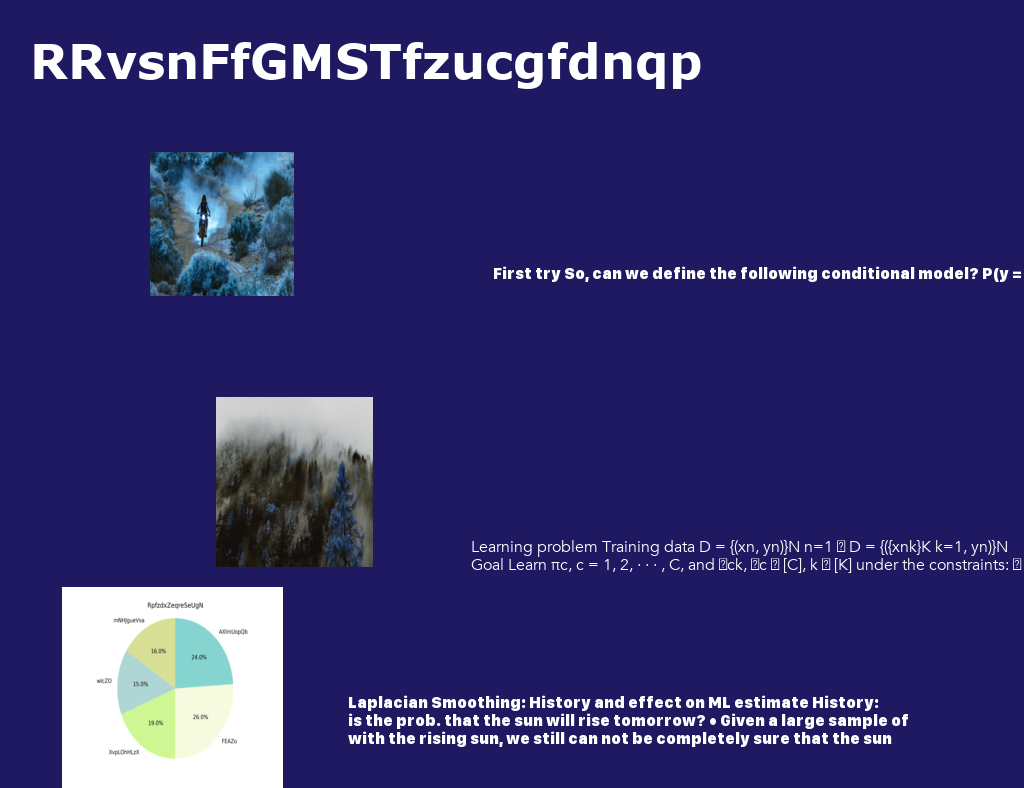 RRvsnFfGMSTfzucgfdnqp
First try So, can we define the following conditional model? P(y =
Learning problem Training data D = {(xn, yn)}N n=1 D = {({xnk}K k=1, yn)}N
Goal Learn πc, c = 1, 2, · · · , C, and ck, c [C], k [K] under the constraints:
RpfzdxZeqreSeUgN
mNHJgueVsa
AXlmUopQb
16.0%
24.0%
wlcZO
15.0%
26.0%
19.0%
FEAZo
XvpLOhHLzX
Laplacian Smoothing: History and effect on ML estimate History:
is the prob. that the sun will rise tomorrow? • Given a large sample of
with the rising sun, we still can not be completely sure that the sun